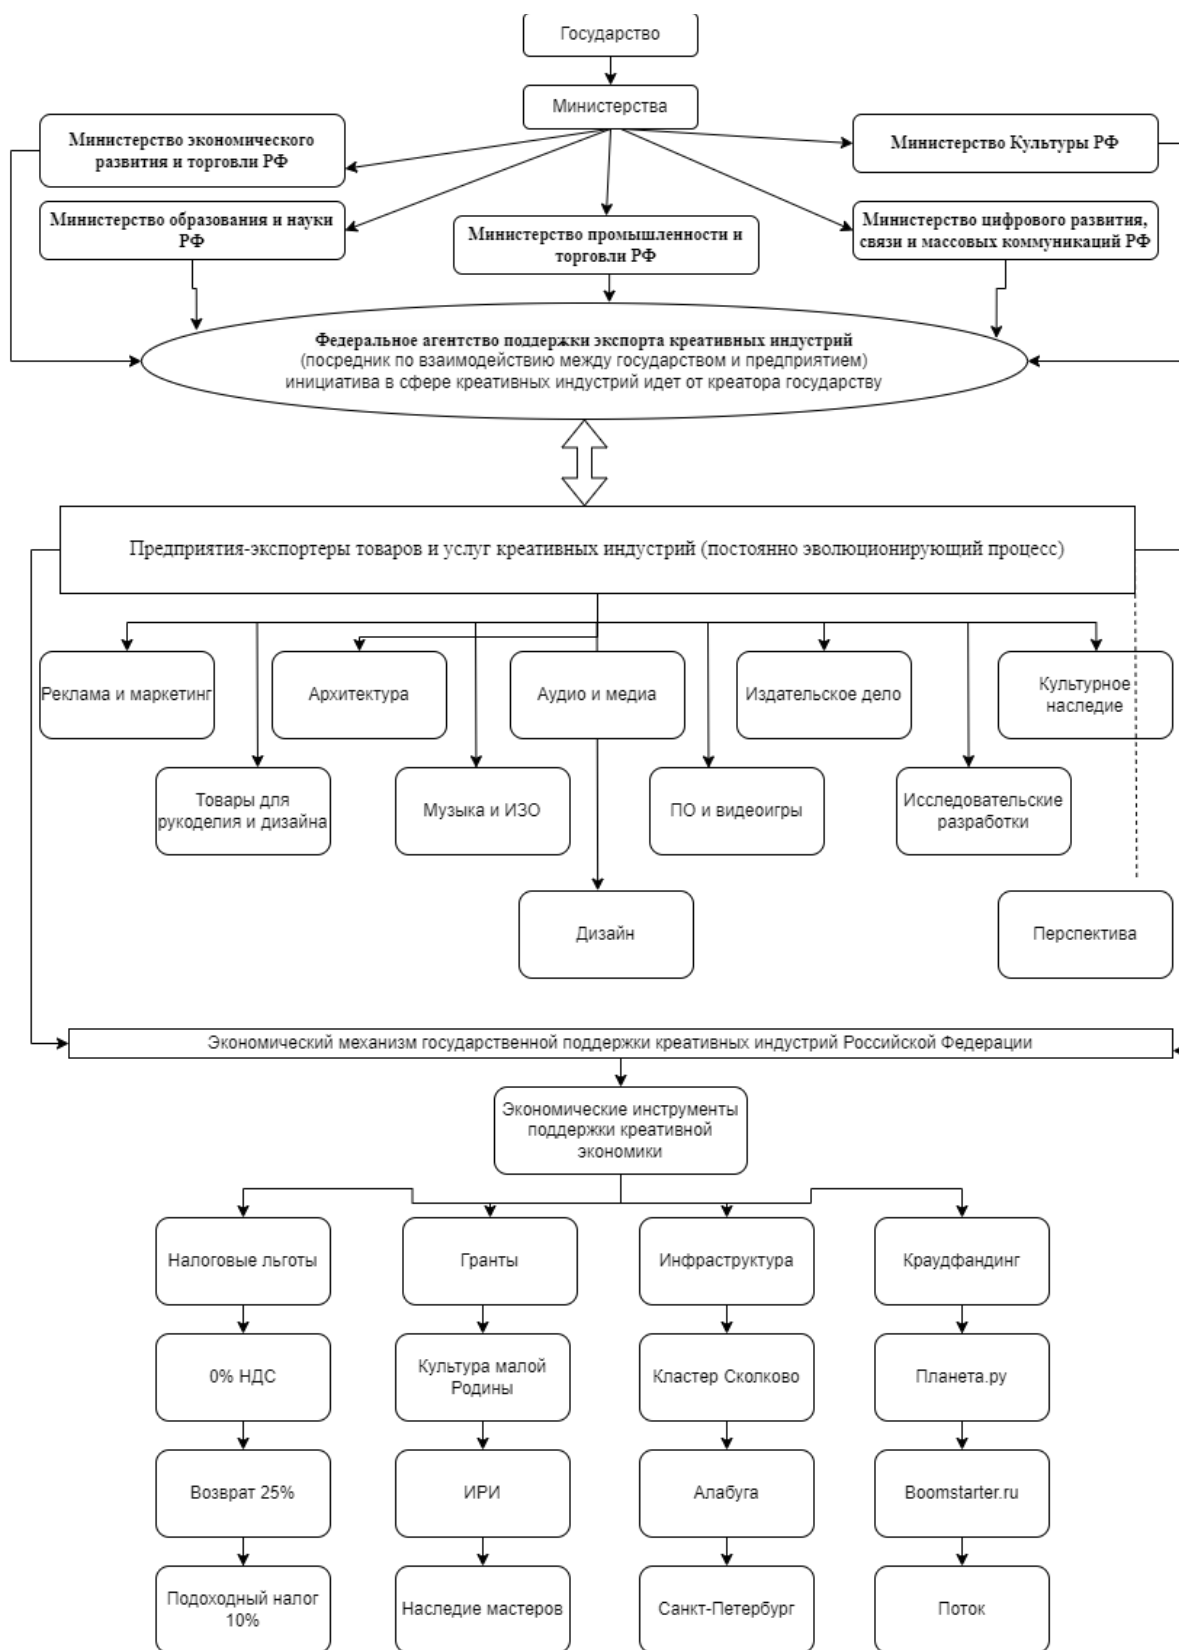 Государство
Министерства
Министерство экономического
развития и торговли РФ
Министерство Культуры РФ
Министерство образования и науки
РФ
Министерство промышленности и
торговли РФ
Министерство цифрового развития,
связи и массовых коммуникаций РФ
Федеральное агентство поддержки экспорта креативных индустрий
(посредник по взаимодействию между государством и предприятием)
инициатива в сфере креативных индустрий идет от креатора государству
Предприятия-экспортеры товаров и услуг креативных индустрий (постоянно эволюционирующий процесс)
Реклама и маркетинг
Архитектура
Аудио и медиа
Издательское дело
Культурное
наследие
Товары для
рукоделия и дизайна
Музыка и ИЗО
ПО и видеоигры
Исследовательские
разработки
Дизайн
Перспектива
Экономический механизм государственной поддержки креативных индустрий Российской Федерации
Экономические инструменты
поддержки креативной
экономики
Налоговые льготы
Гранты
Инфраструктура
Краудфандинг
0% НДС
Культура малой
Родины
Кластер Сколково
Планета.ру
Возврат 25%
ИРИ
Алабуга
Boomstarter.ru
Подоходный налог
10%
Наследие мастеров
Санкт-Петербург
Поток